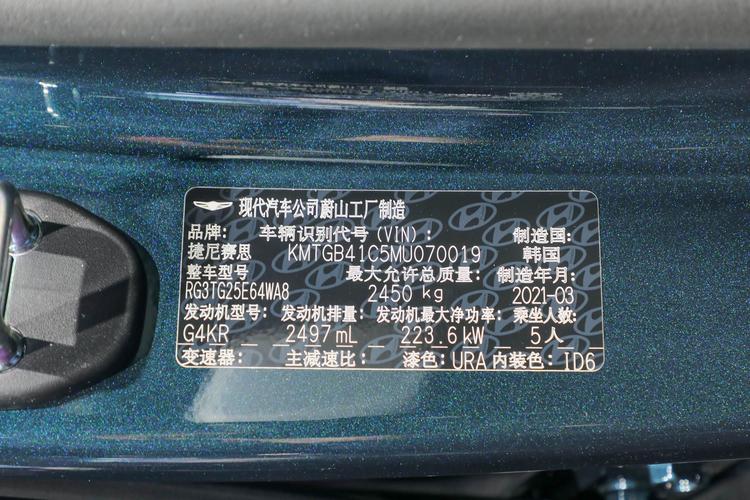 现代汽车公司蔚山工厂制造
品牌: 车辆识别代号(VIN): 制造国:
捷尼赛思 KMTGB41C5MU070019 韩国
整车型号 最大允许总质量: 制造年月:
RG3TG25E64WA8 2450 kg 2021-03
发动机型号: 发动机排量: 发动机最大净功率: 乘坐人数:
G4KR 2497 mL 223.6 kW 5人
变速器: 主减速比: 漆色: URA 内装色: ID6